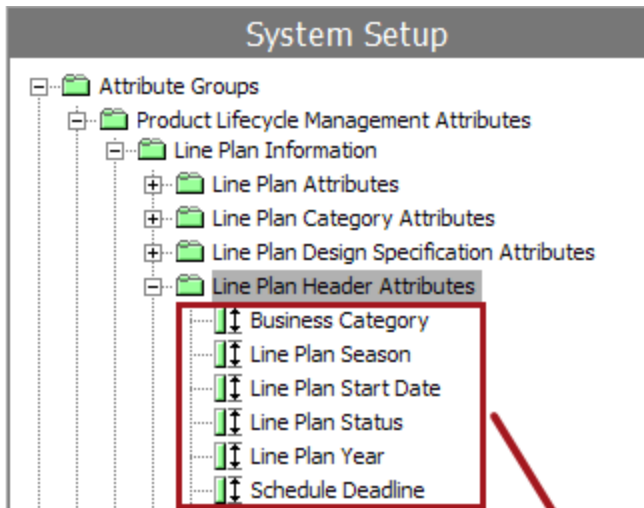 System Setup
Attribute Groups
Product Lifecycle Management Attributes
Line Plan Information
Line Plan Attributes
Line Plan Category Attributes
Line Plan Design Specification Attributes
Line Plan Header Attributes
Business Category
Line Plan Season
Line Plan Start Date
Line Plan Status
Line Plan Year
Schedule Deadline